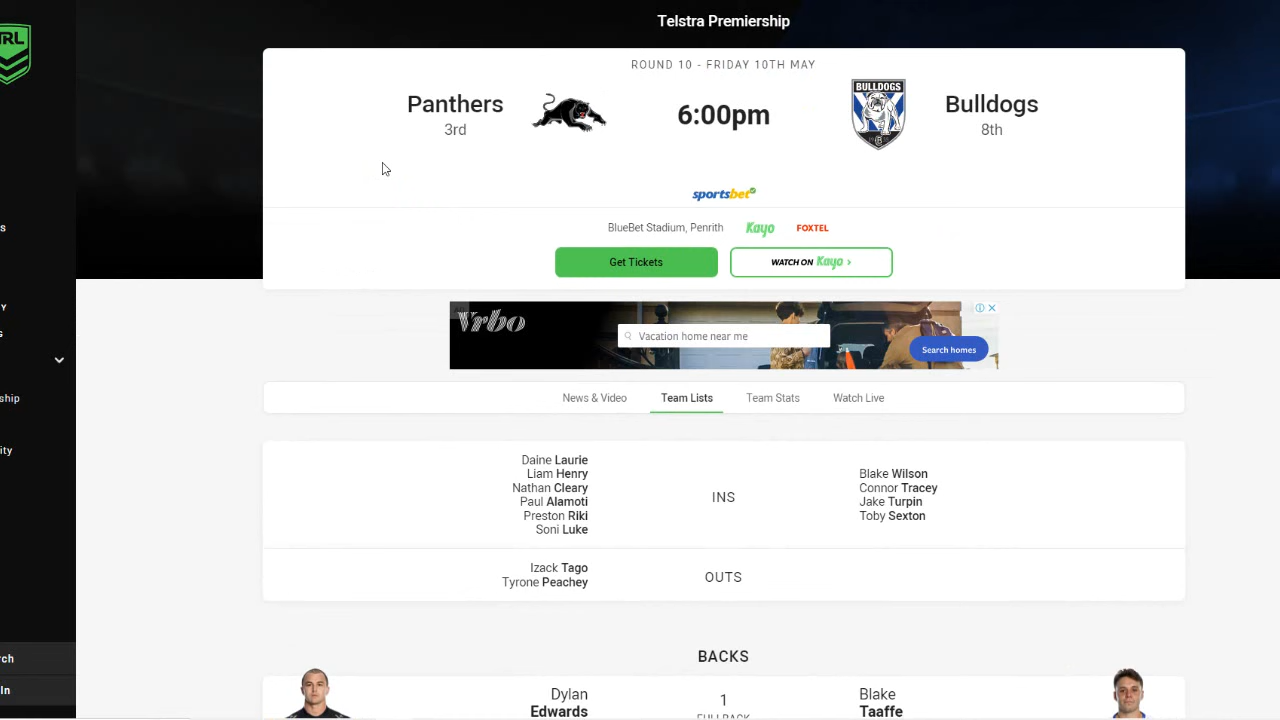 Telstra Premiership
ROUND 10 - FRIDAY 10TH MAY
Panthers
3rd
6:00pm
BULLDOGS
Bulldogs
8th
sportsbet
BlueBet Stadium, Penrith
Kayo
FOXTEL
Get Tickets
WATCH ON Kayo >
Vrbo
Vacation home near me
Search homes
News & Video
Team Lists
Team Stats
Watch Live
Daine Laurie
Liam Henry
Nathan Cleary
Paul Alamoti
Preston Riki
Soni Luke
INS
Blake Wilson
Connor Tracey
Jake Turpin
Toby Sexton
Izack Tago
Tyrone Peachey
OUTS
BACKS
Dylan
Edwards
1
FULLBACK
Blake
Taaffe